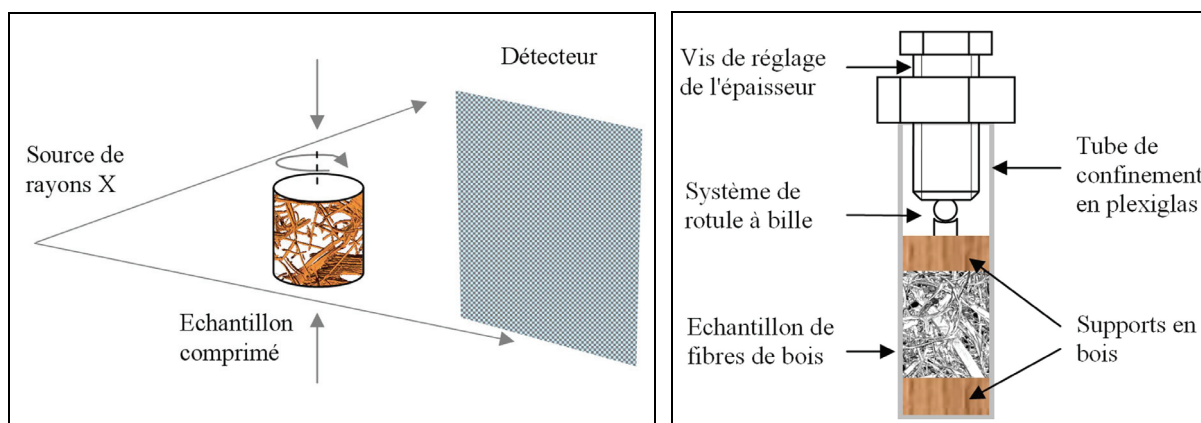 Détecteur
Source de
rayons X
Echantillon
comprimé
Vis de réglage
de l'épaisseur
Tube de
confinement
en plexiglas
Système de
rotule à bille
Echantillon de
fibres de bois
Supports en
bois